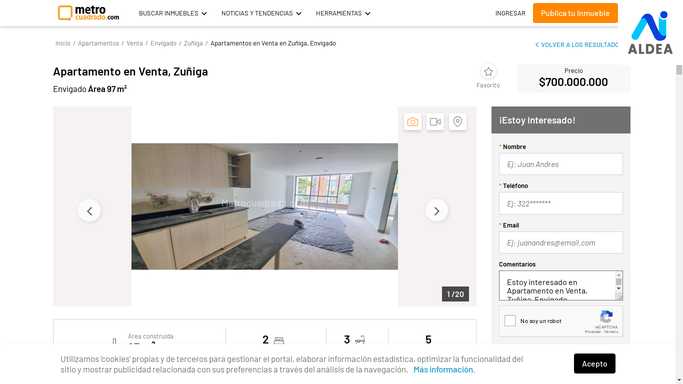 metro
cuadrado.com
BUSCAR INMUEBLES
NOTICIAS Y TENDENCIAS
HERRAMIENTAS
INGRESAR
Publica tu Inmueble
ALDEA
Inicio / Apartamentos / Venta / Envigado / Zuñiga / Apartamentos en Venta en Zuñiga, Envigado
VOLVER A LOS RESULTADO
Apartamento en Venta, Zuñiga
Envigado Área 97 m²
Favorito
Precio
$700.000.000
Metrocuadrado.com
1 / 20
¡Estoy Interesado!
* Nombre
Ej: Juan Andres
* Teléfono
Ej: 322*******
* Email
Ej: juanandres@email.com
Comentarios
Estoy interesado en
Apartamento en Venta,
Zuñiga, Envigado
No soy un robot
reCAPTCHA
Privacidad - Términos
Área construida
2
3
5
Utilizamos 'cookies' propias y de terceros para gestionar el portal, elaborar información estadística, optimizar la funcionalidad del
sitio y mostrar publicidad relacionada con sus preferencias a través del análisis de la navegación. Más información.
Acepto